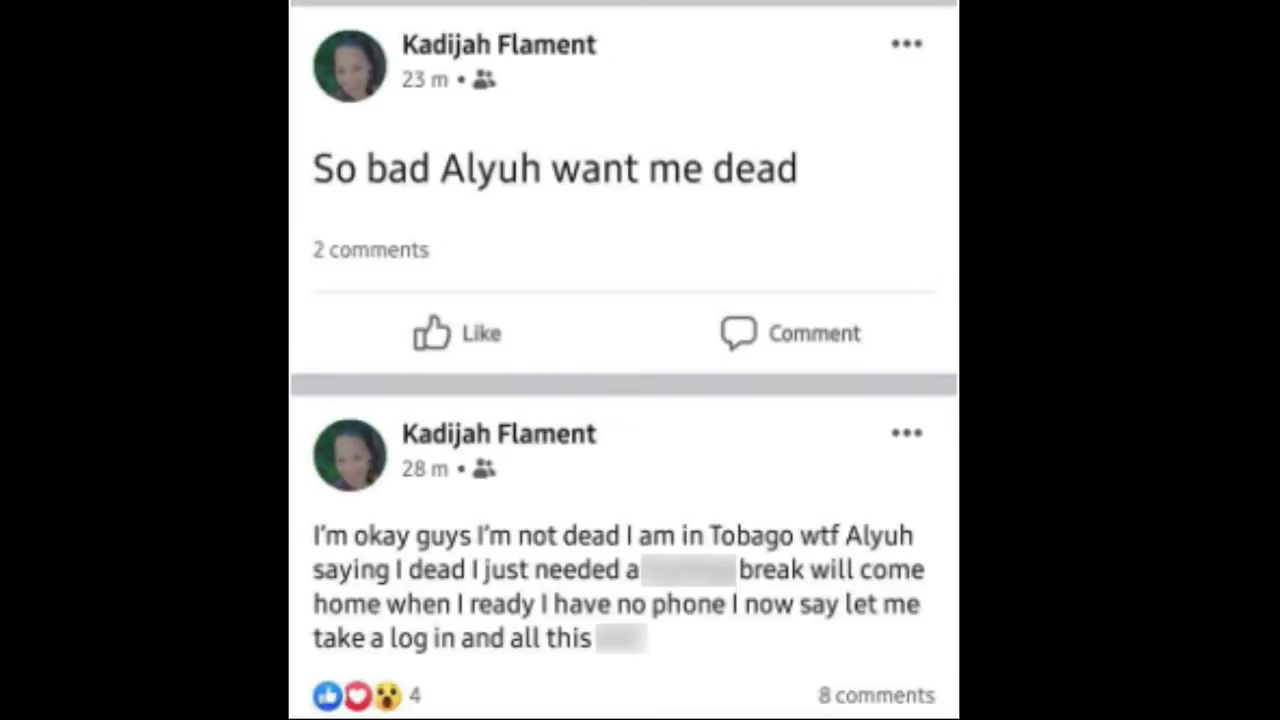 Kadijah Flament
23 m •
So bad Alyuh want me dead
2 comments
Like
Comment
Kadijah Flament
28 m •
I'm okay guys I'm not dead I am in Tobago wtf Alyuh
saying I dead I just needed a break will come
home when I ready I have no phone I now say let me
take a log in and all this
4
8 comments